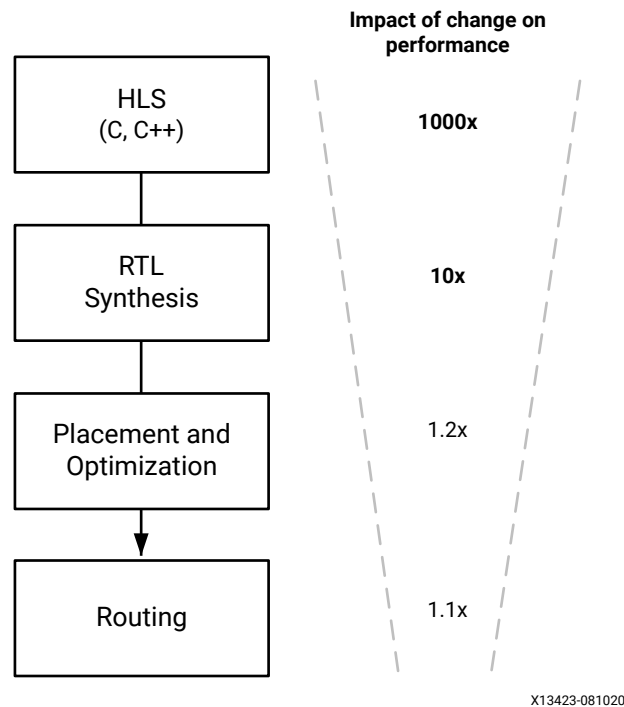 Impact of change on
performance
HLS
(C, C++)
1000x
RTL
Synthesis
10x
Placement and
Optimization
1.2x
Routing
1.1x
X13423-081020